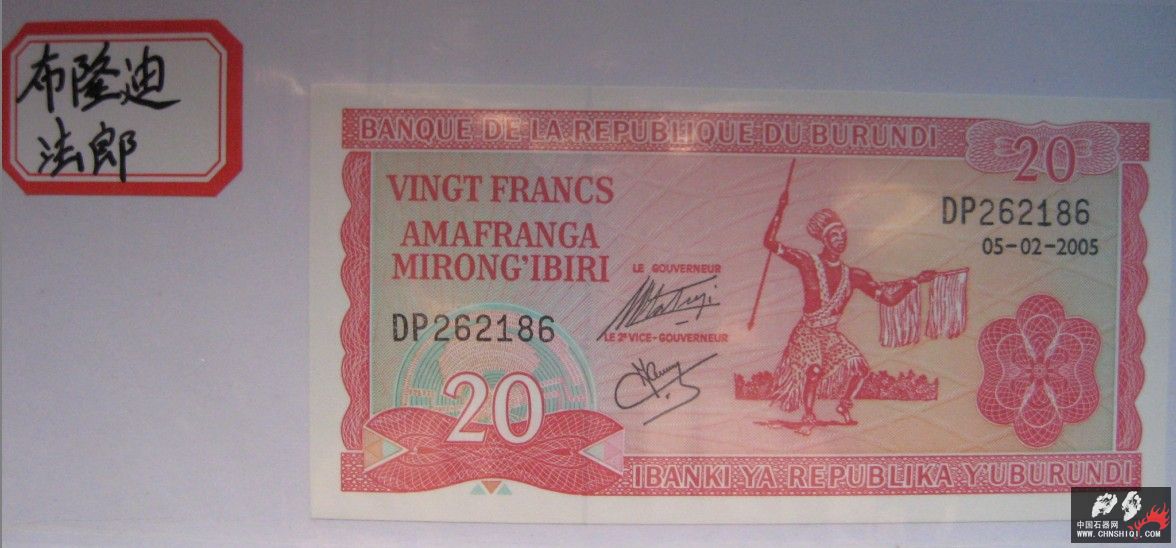 布隆迪
法郎
BANQUE DE LA REPUBLIQUE DU BURUNDI
20
VINGT FRANCS
AMAFRANGA
MIRONG'IBIRI
DP262186
05-02-2005
LE GOUVERNEUR
LE 2e VICE-GOUVERNEUR
DP262186
20
IBANKI YA REPUBLIKA Y'UBURUNDI
中国石器网
WWW.CHNSHIQI.COM